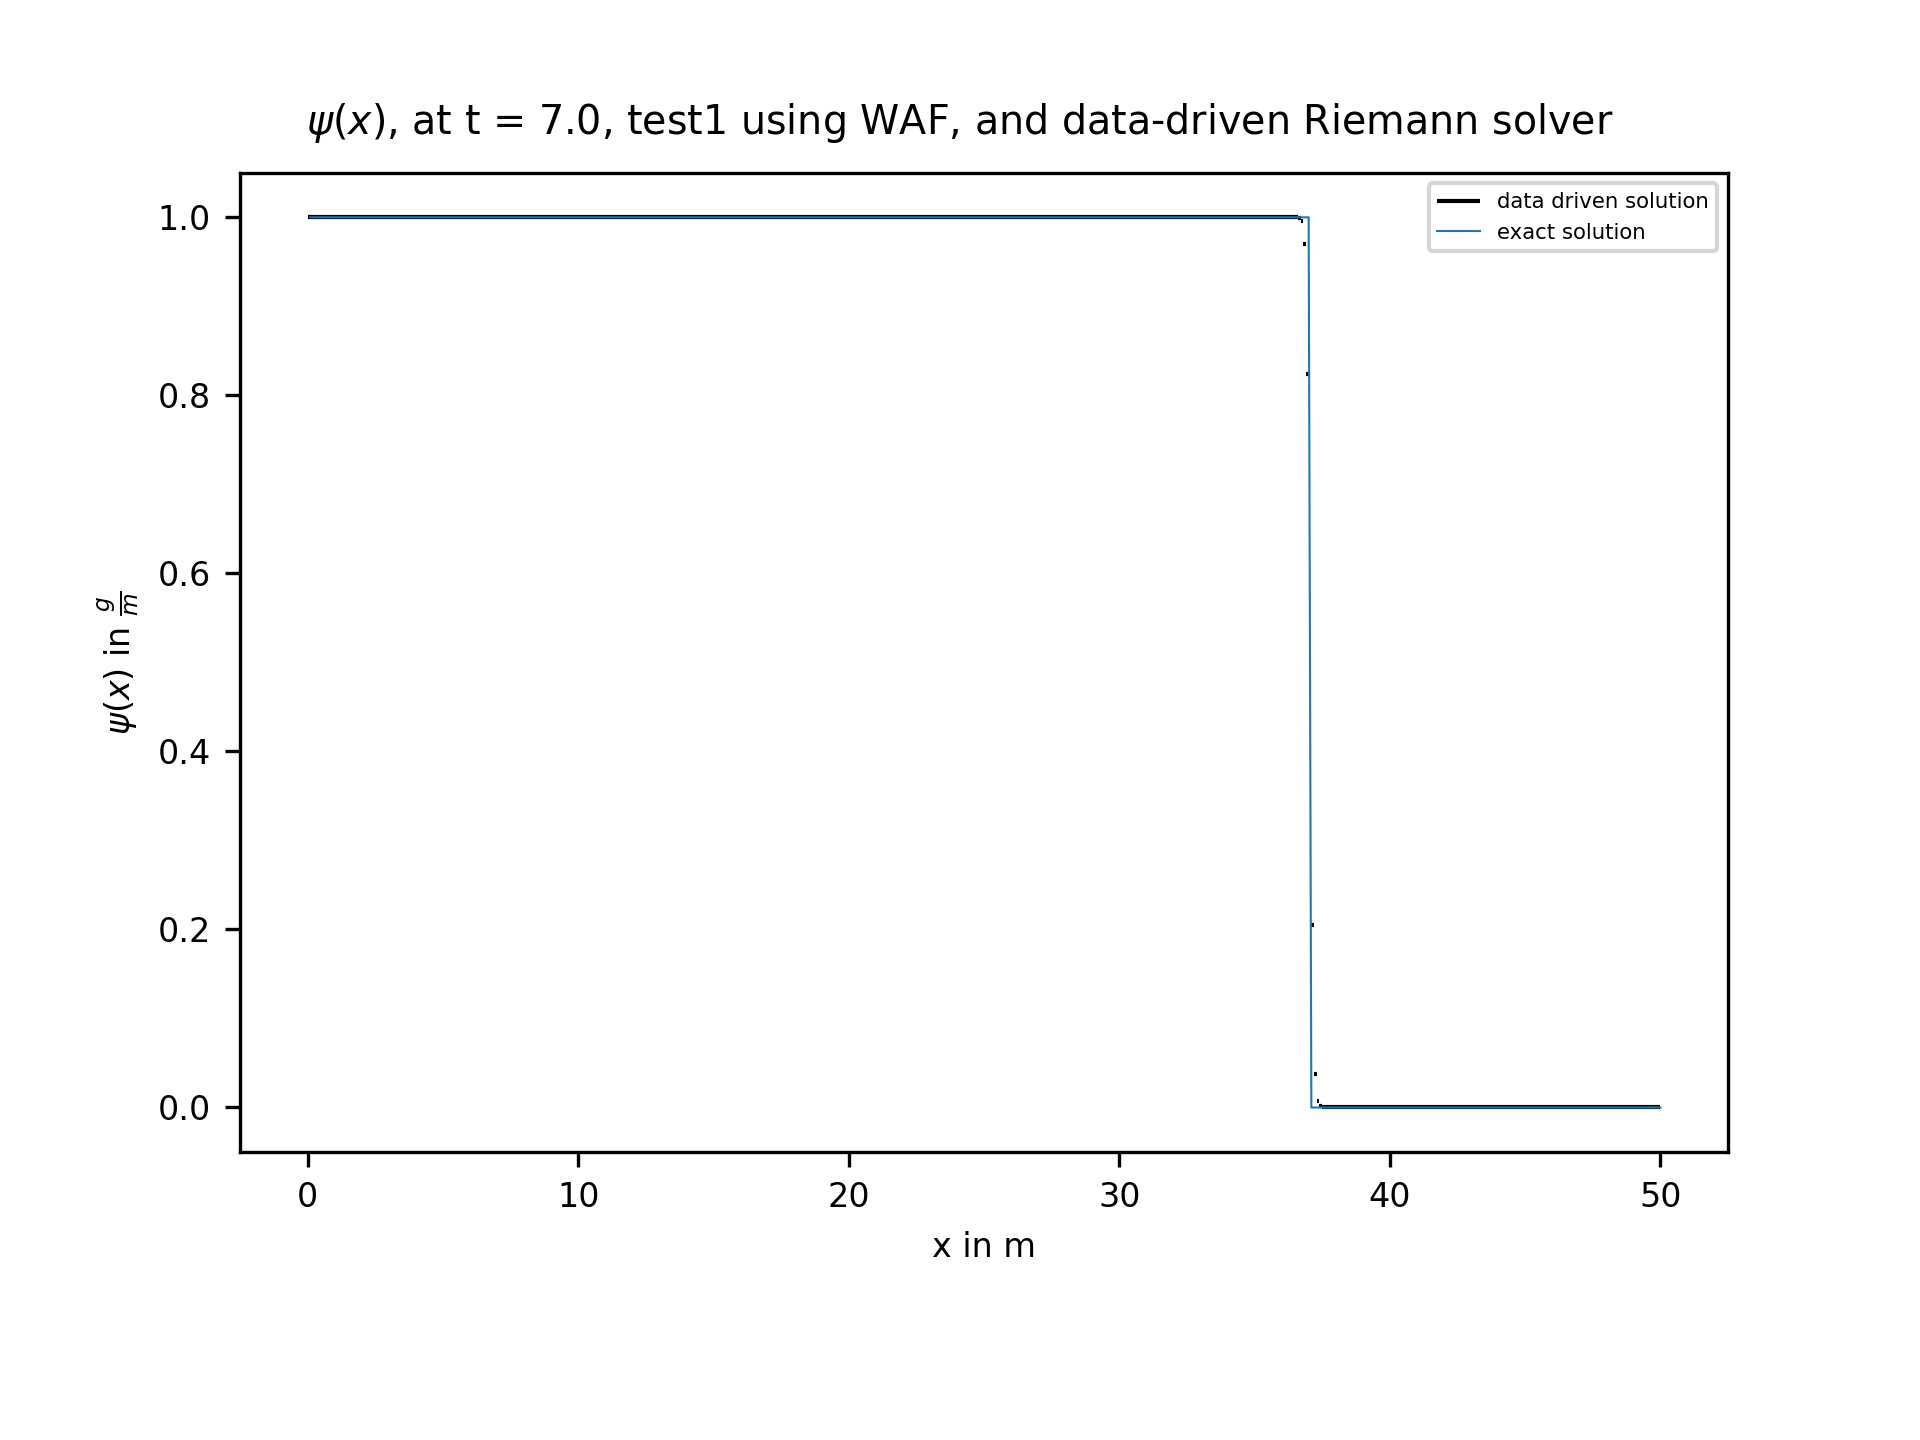 ψ(x), at t = 7.0, test1 using WAF, and data-driven Riemann solver
data driven solution
exact solution
1.0
0.8
0.6
0.4
0.2
0.0
ψ(x) in g/m
0 10 20 30 40 50
x in m